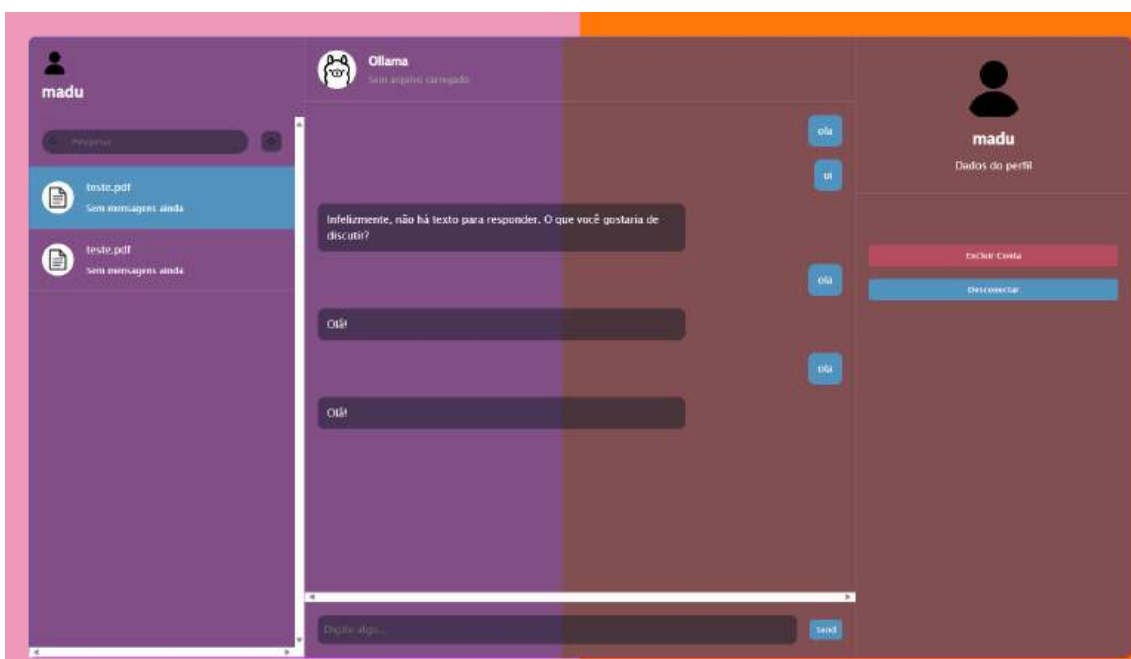 madu
Pesquisar
teste.pdf
Sem mensagens ainda
teste.pdf
Sem mensagens ainda
Ollama
Sem arquivo carregado
ola
oi
Infelizmente, não há texto para responder. O que você gostaria de
discutir?
ola
Olá!
ola
Olá!
Digite algo...
Send
madu
Dados do perfil
Excluir Conta
Desconectar